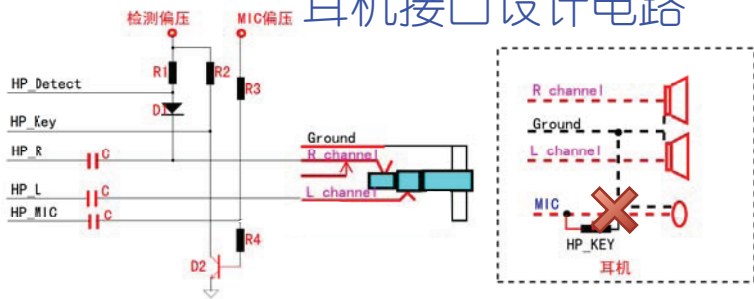 耳机接口设计电路
检测偏压
MIC偏压
R1
R2
R3
HP_Detect
D1
HP_Key
HP_R
C
HP_L
C
HP_MIC
C
Ground
R channel
L channel
R4
D2
R channel
Ground
L channel
MIC
HP_KEY
耳机